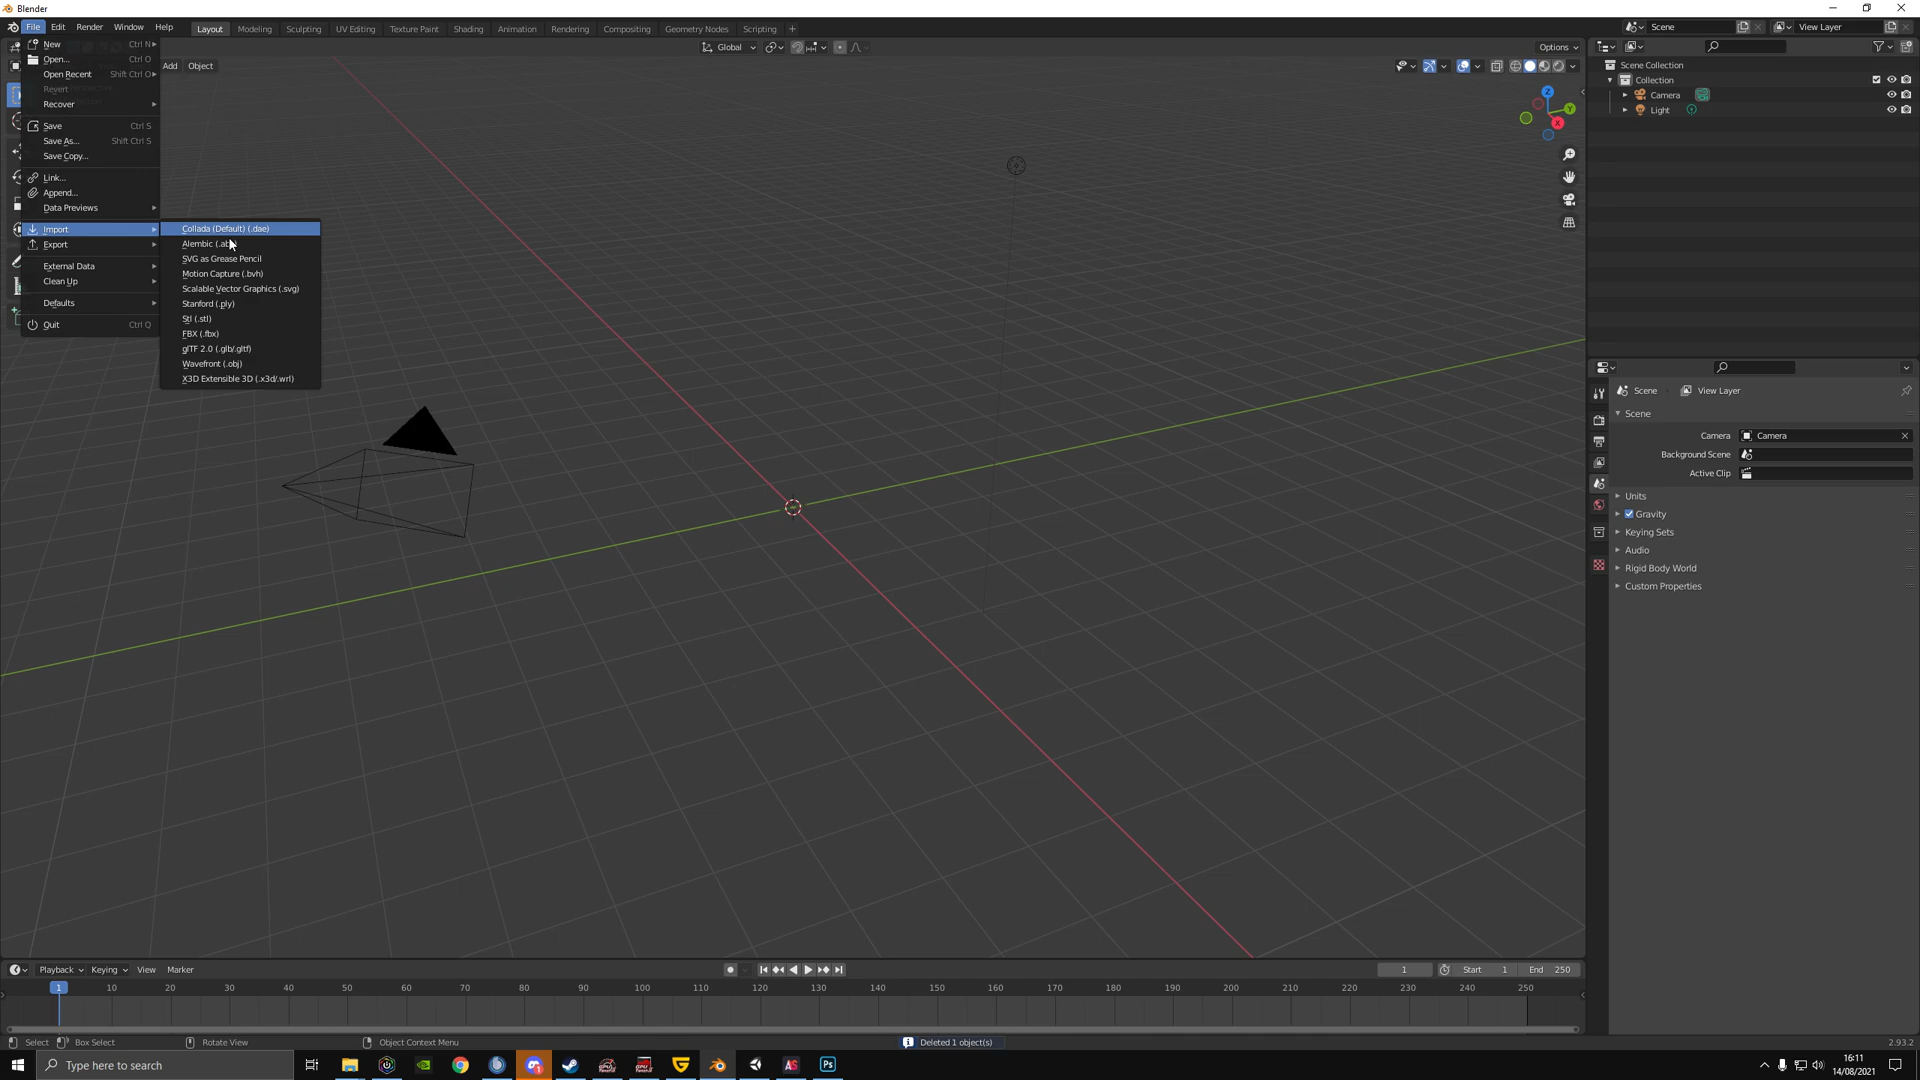 Blender
File Edit Render Window Help Layout Modeling Sculpting UV Editing Texture Paint Shading Animation Rendering Compositing Geometry Nodes Scripting + Scene View Layer
New Ctrl N
Open... Ctrl O
Open Recent Shift Ctrl O
Revert
Recover
Save Ctrl S
Save As... Shift Ctrl S
Save Copy...
Link...
Append...
Data Previews
Import
Export
External Data
Clean Up
Defaults
Quit Ctrl Q
Collada (Default) (.dae)
Alembic (.ab
SVG as Grease Pencil
Motion Capture (.bvh)
Scalable Vector Graphics (.svg)
Stanford (.ply)
Stl (.stl)
FBX (.fbx)
glTF 2.0 (.glb/.gltf)
Wavefront (.obj)
X3D Extensible 3D (.x3d/.wrl)
Add Object
Global
Options
Z
Y
X
Scene Collection
Collection
Camera
Light
Scene View Layer
Scene
Camera Camera
Background Scene
Active Clip
Units
Gravity
Keying Sets
Audio
Rigid Body World
Custom Properties
Playback Keying View Marker 1 Start 1 End 250
1 10 20 30 40 50 60 70 80 90 100 110 120 130 140 150 160 170 180 190 200 210 220 230 240 250
Select Box Select Rotate View Object Context Menu Deleted 1 object(s) 2.93.2
Type here to search
AS
Ps
16:11
14/08/2021